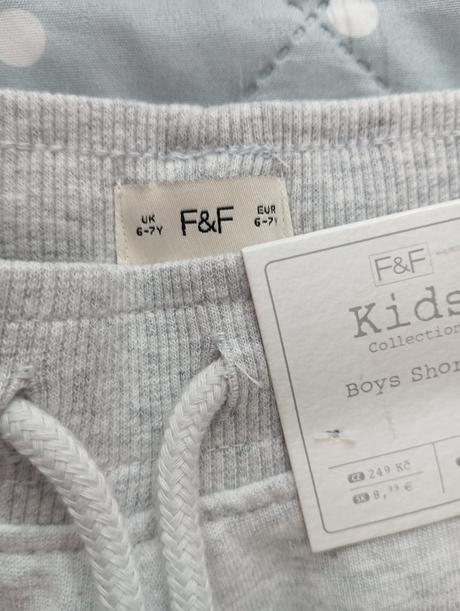 UK
6-7Y
F&F
EUR
6-7Y
F&F
Kids
Collection
Boys Shor
CZ 249 Kč
SK 8,99 €